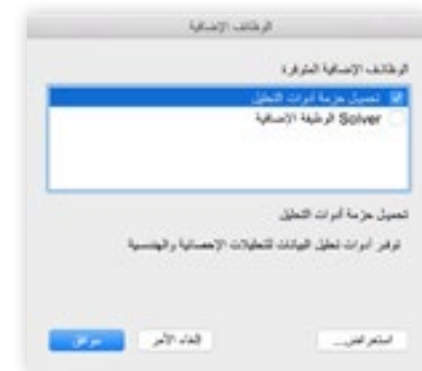 الوظائف الإضافية
الوظائف الإضافية المتوفرة
تحميل حزمة أدوات التحليل
Solver الوظيفة الإضافية
تحميل حزمة أدوات التحليل
توفر أدوات تحليل البيانات للتحليلات الإحصائية والهندسية
استعراض...
إلغاء الأمر
موافق